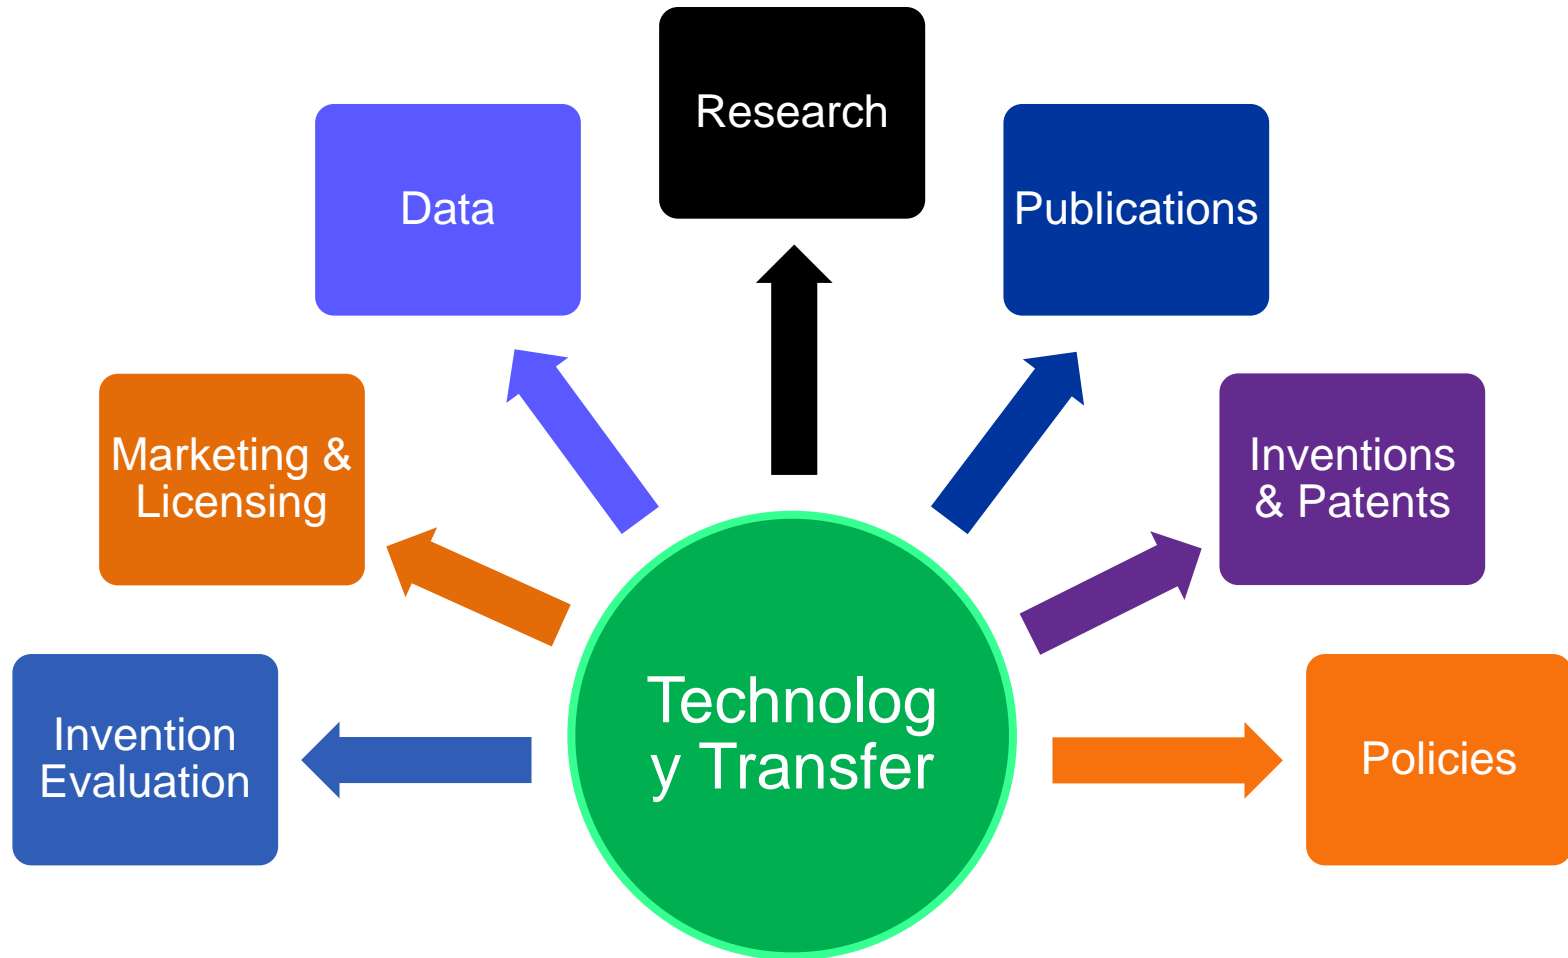 Research
Data
Publications
Marketing &
Licensing
Inventions
& Patents
Technolog
y Transfer
Invention
Evaluation
Policies